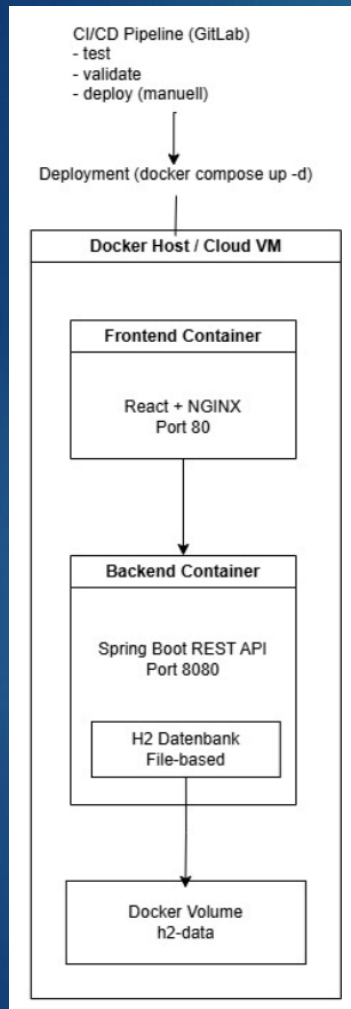 CI/CD Pipeline (GitLab)
- test
- validate
- deploy (manuell)
Deployment (docker compose up -d)
Docker Host / Cloud VM
Frontend Container
React + NGINX
Port 80
Backend Container
Spring Boot REST API
Port 8080
H2 Datenbank
File-based
Docker Volume
h2-data